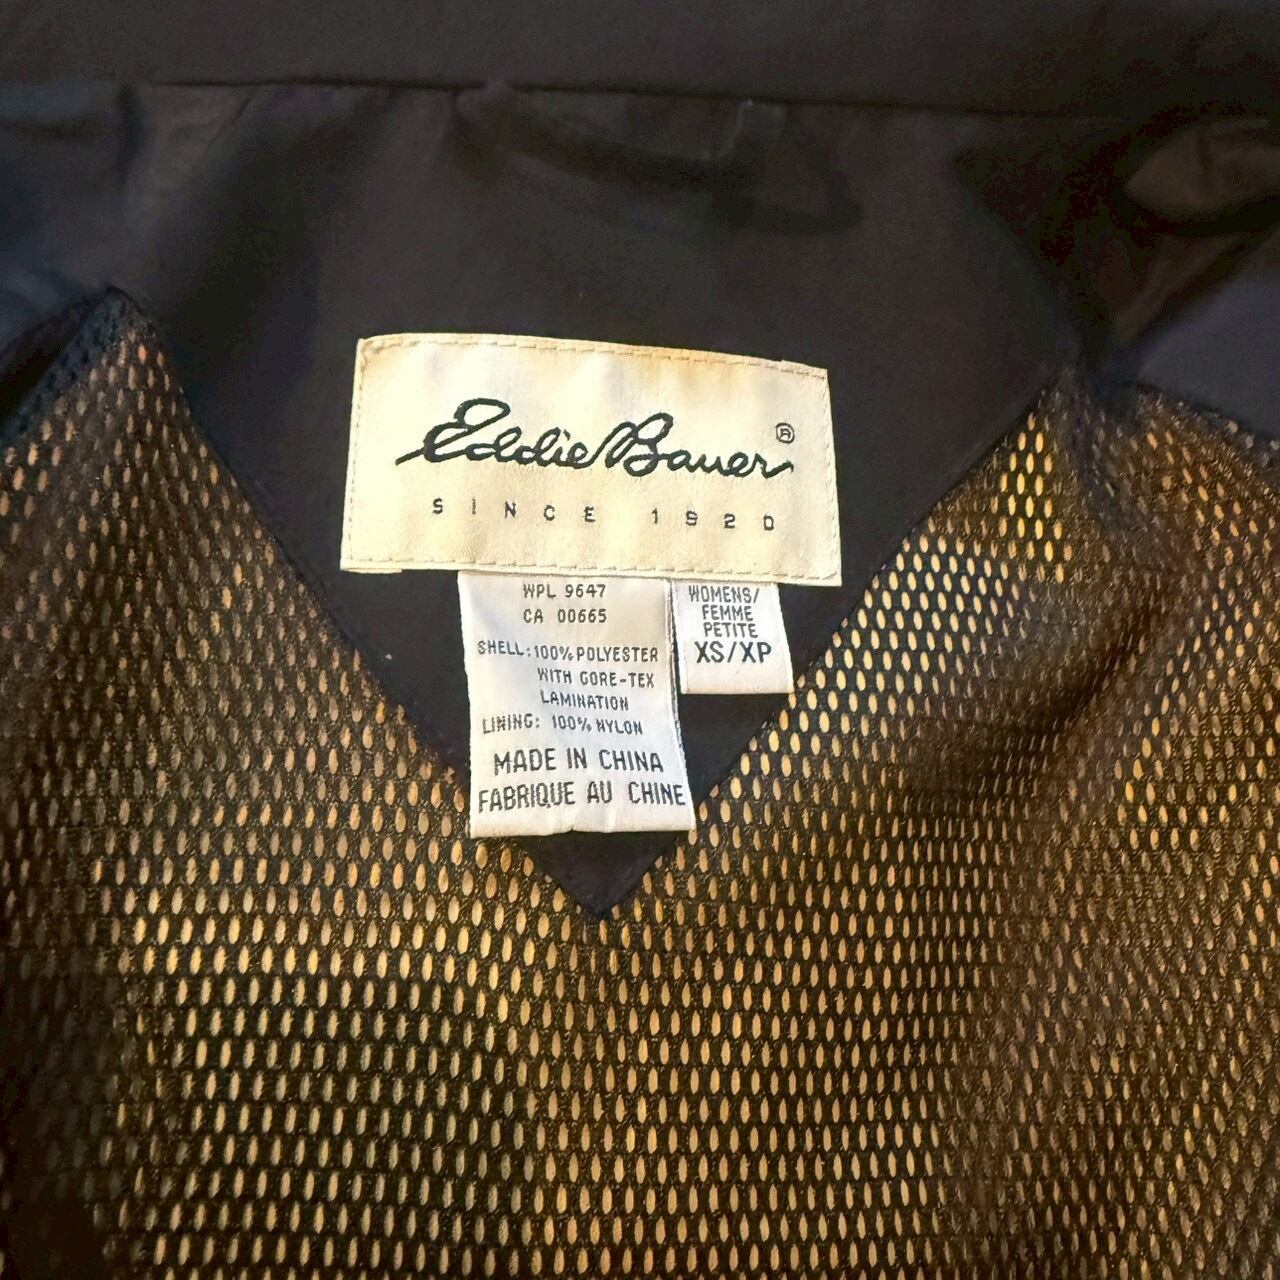 Eddie Bauer®
SINCE 1920
WPL 9647
CA 00665
SHELL: 100% POLYESTER
WITH GORE-TEX
LAMINATION
LINING: 100% NYLON
MADE IN CHINA
FABRIQUE AU CHINE
WOMENS/
FEMME
PETITE
XS/XP